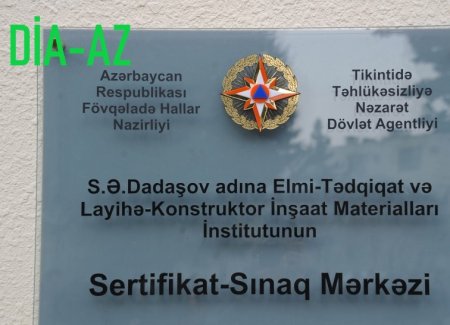 DİA-AZ
Azərbaycan
Respublikası
Fövqəladə Hallar
Nazirliyi
Tikintidə
Təhlükəsizliyə
Nəzarət
Dövlət Agentliyi
S.Ə.Dadaşov adına Elmi-Tədqiqat və
Layihə-Konstruktor İnşaat Materialları
İnstitutunun
Sertifikat-Sınaq Mərkəzi